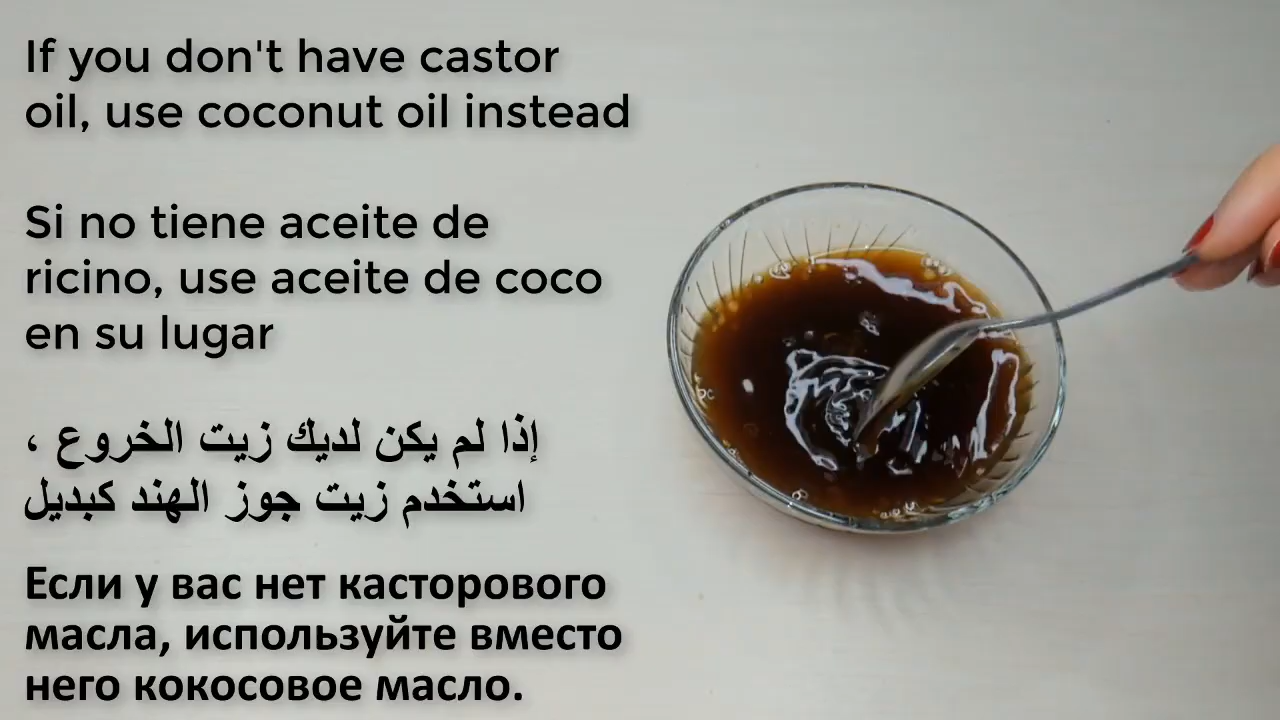 If you don't have castor
oil, use coconut oil instead
Si no tiene aceite de
ricino, use aceite de coco
en su lugar
إذا لم يكن لديك زيت الخروع ،
استخدم زيت جوز الهند كبديل
Если у вас нет касторового
масла, используйте вместо
него кокосовое масло.